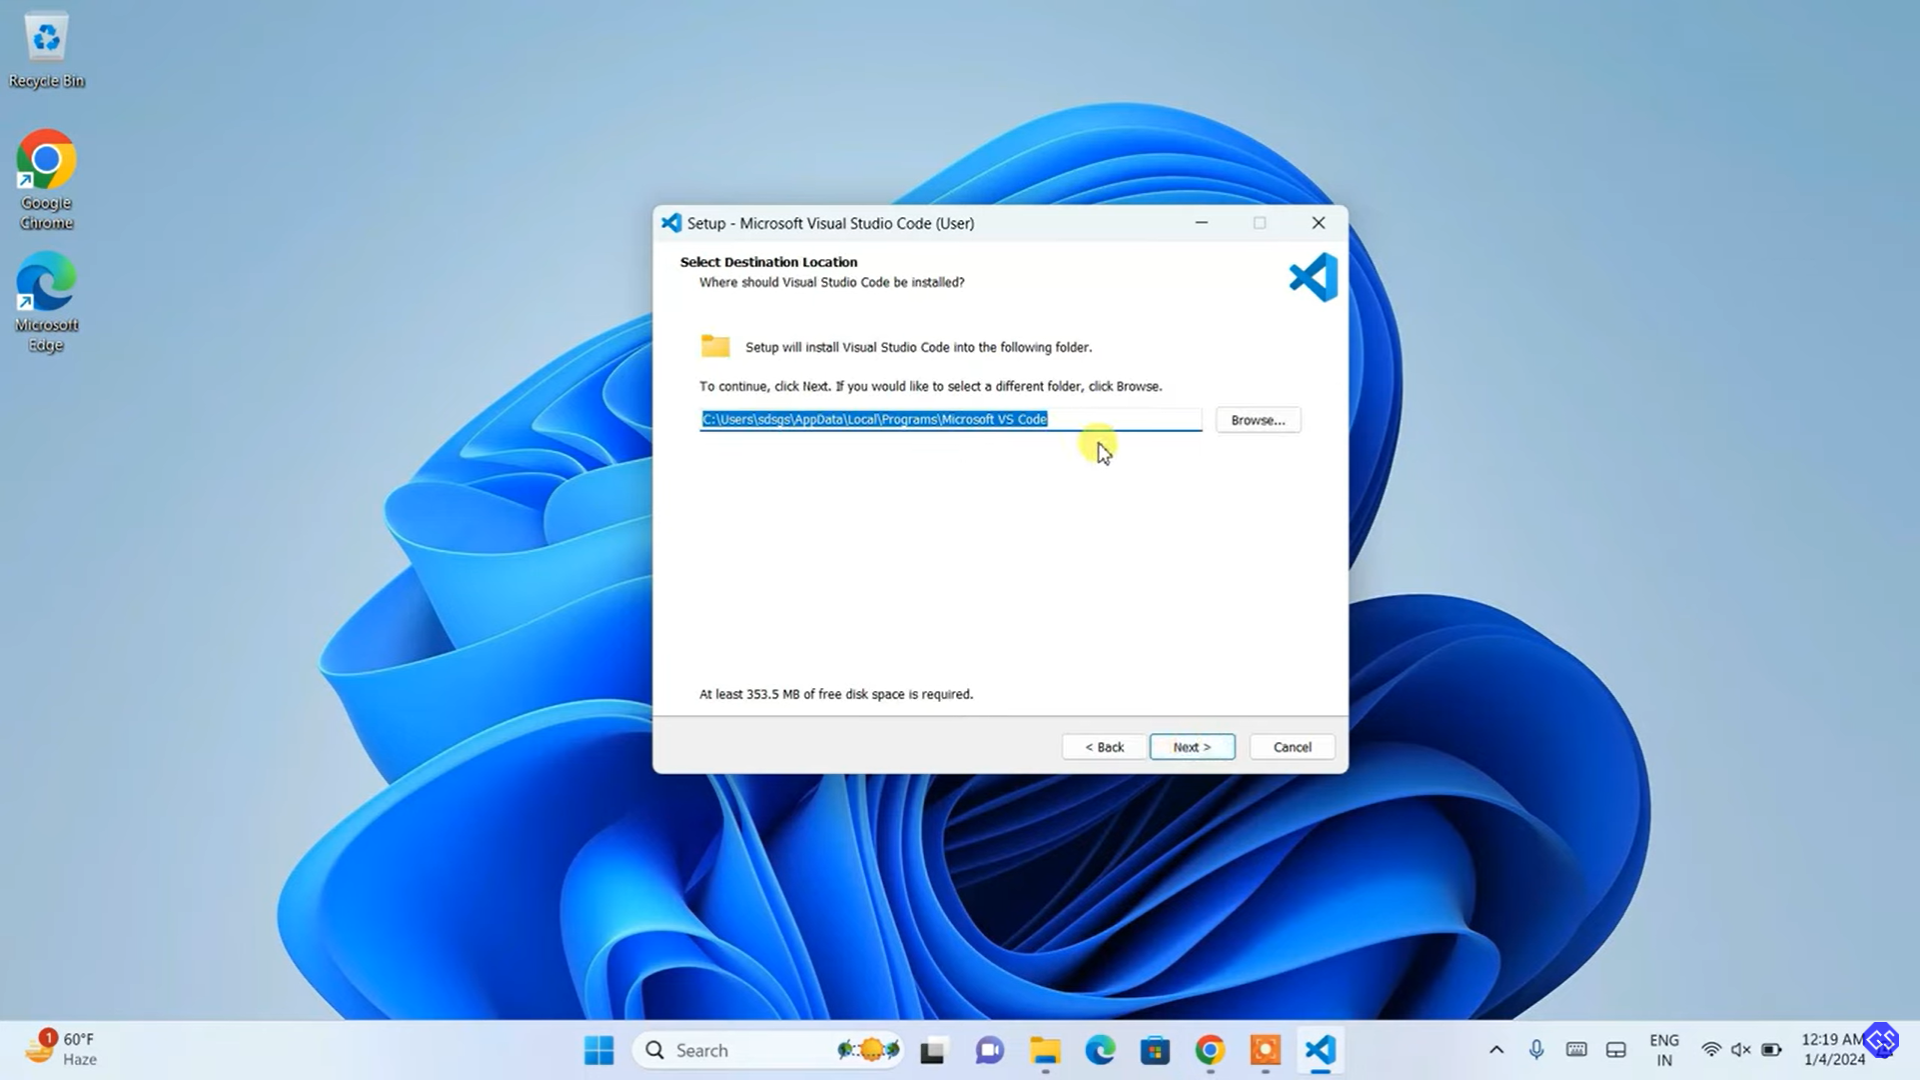 Recycle Bin
Google
Chrome
Microsoft
Edge
Setup - Microsoft Visual Studio Code (User)
Select Destination Location
Where should Visual Studio Code be installed?
Setup will install Visual Studio Code into the following folder.
To continue, click Next. If you would like to select a different folder, click Browse.
C:\Users\sdsgs\AppData\Local\Programs\Microsoft VS Code
Browse...
At least 353.5 MB of free disk space is required.
< Back
Next >
Cancel
1
60°F
Haze
Search
ENG
IN
12:19 AM
1/4/2024
GS